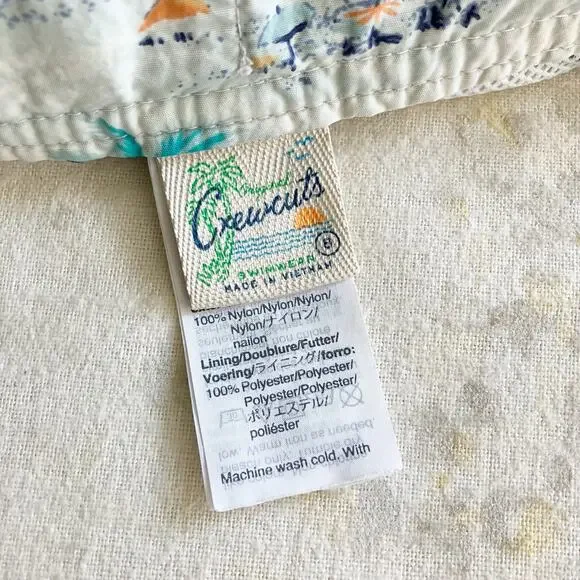 Crewcuts
8
SWIMWEAR
MADE IN VIETNAM
100% Nylon/Nylon/Nylon/
Nylon/ナイロン/
nailon
Lining/Doublure/Futter/
Voering/ライニング/forro:
100% Polyester/Polyester/
Polyester/Polyester/
ポリエステル/
poliéster
Machine wash cold. With